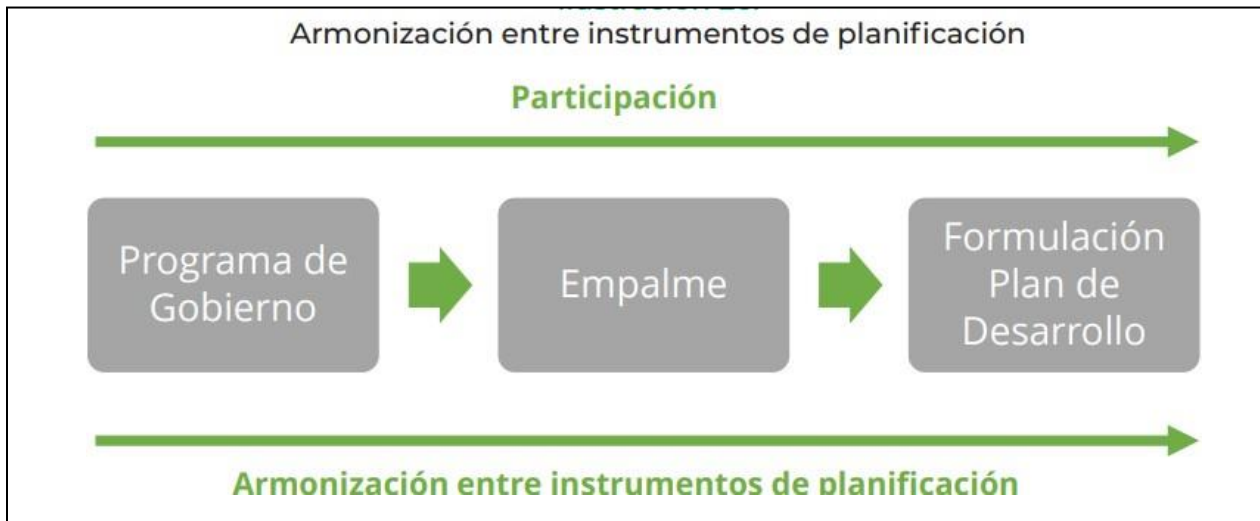 Armonización entre instrumentos de planificación
Participación
Programa de
Gobierno
Empalme
Formulación
Plan de
Desarrollo
Armonización entre instrumentos de planificación